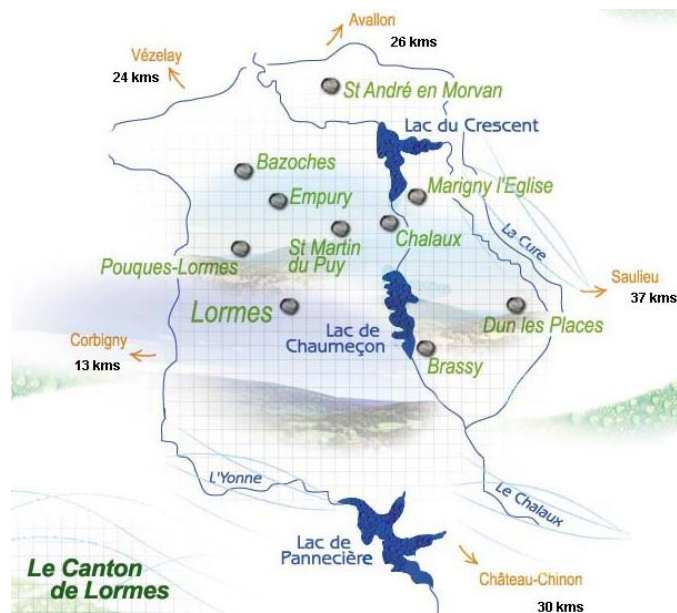 Avallon
26 kms
Vézelay
24 kms
St André en Morvan
Lac du Crescent
Bazoches
Marigny l'Eglise
Empury
La Cure
Chalaux
St Martin
du Puy
Pouques-Lormes
Saulieu
37 kms
Lormes
Dun les Places
Lac de
Chaumeçon
Corbigny
13 kms
Brassy
L'Yonne
Le Chalaux
Lac de
Pannecière
Le Canton
de Lormes
Château-Chinon
30 kms